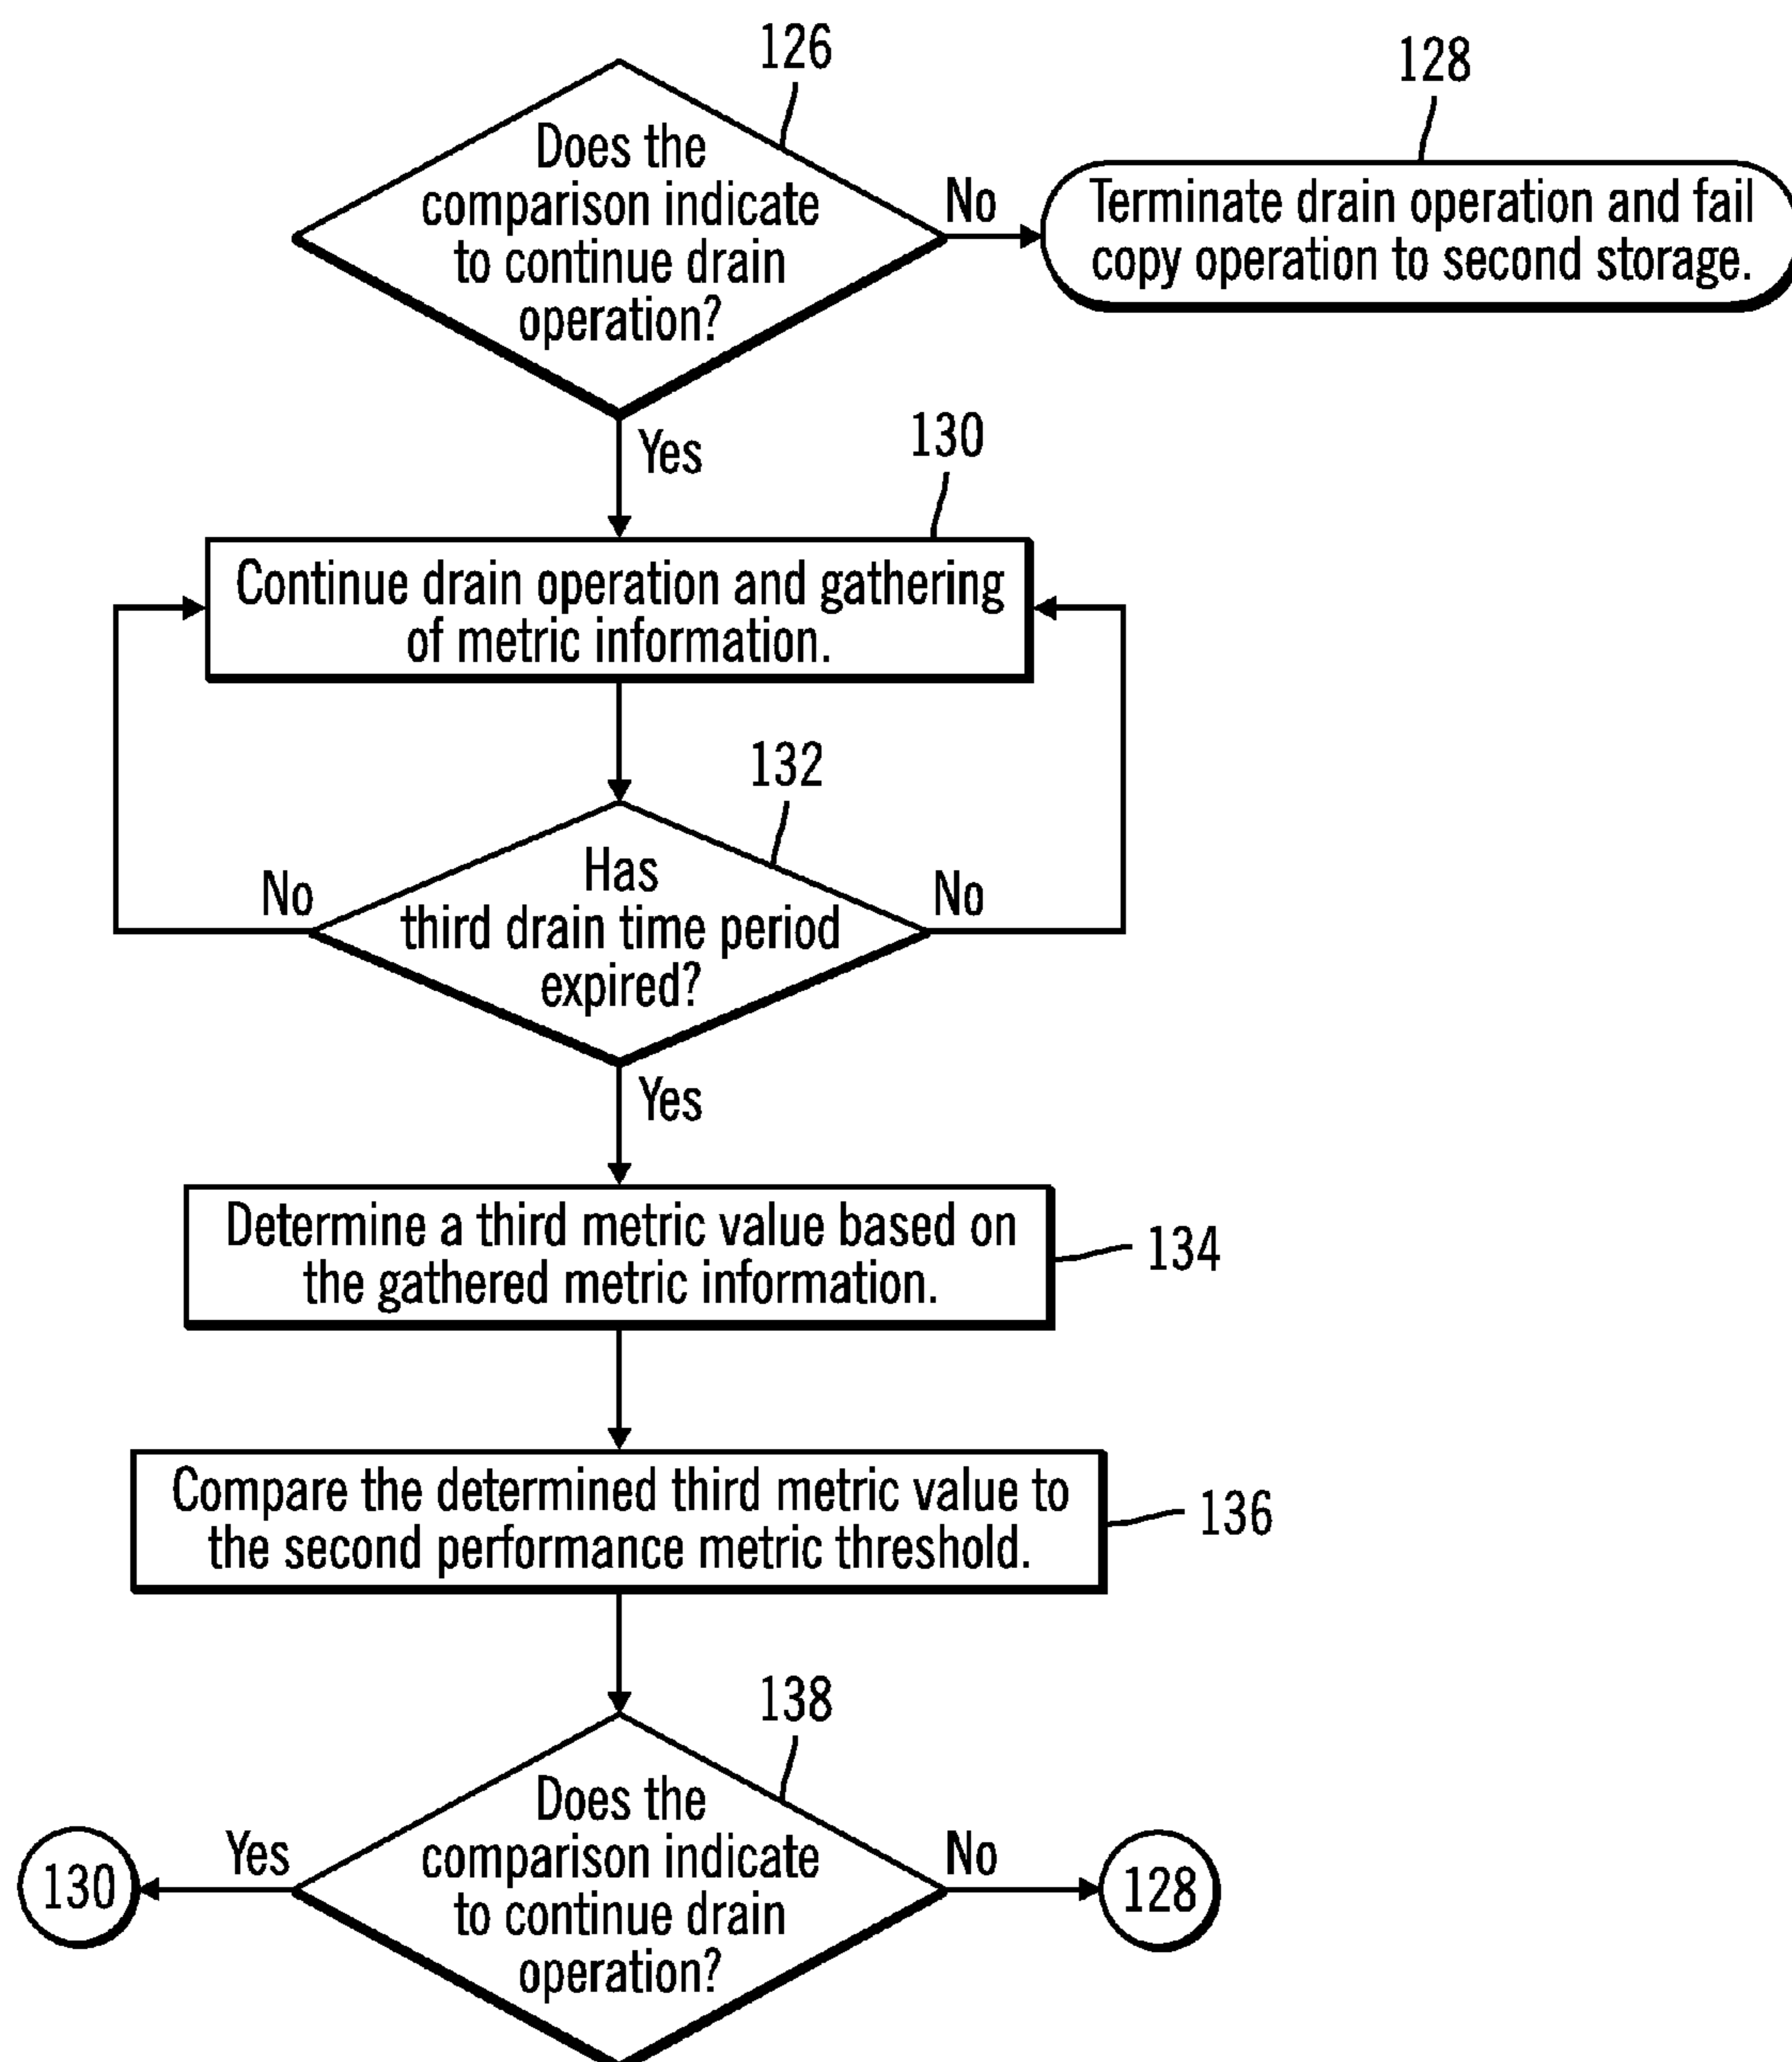 126
Does the
comparison indicate
to continue drain
operation?
No
128
Terminate drain operation and fail
copy operation to second storage.
Yes
130
Continue drain operation and gathering
of metric information.
132
Has
third drain time period
expired?
No
No
Yes
Determine a third metric value based on
the gathered metric information.
134
Compare the determined third metric value to
the second performance metric threshold.
136
138
Does the
comparison indicate
to continue drain
operation?
Yes
130
No
128